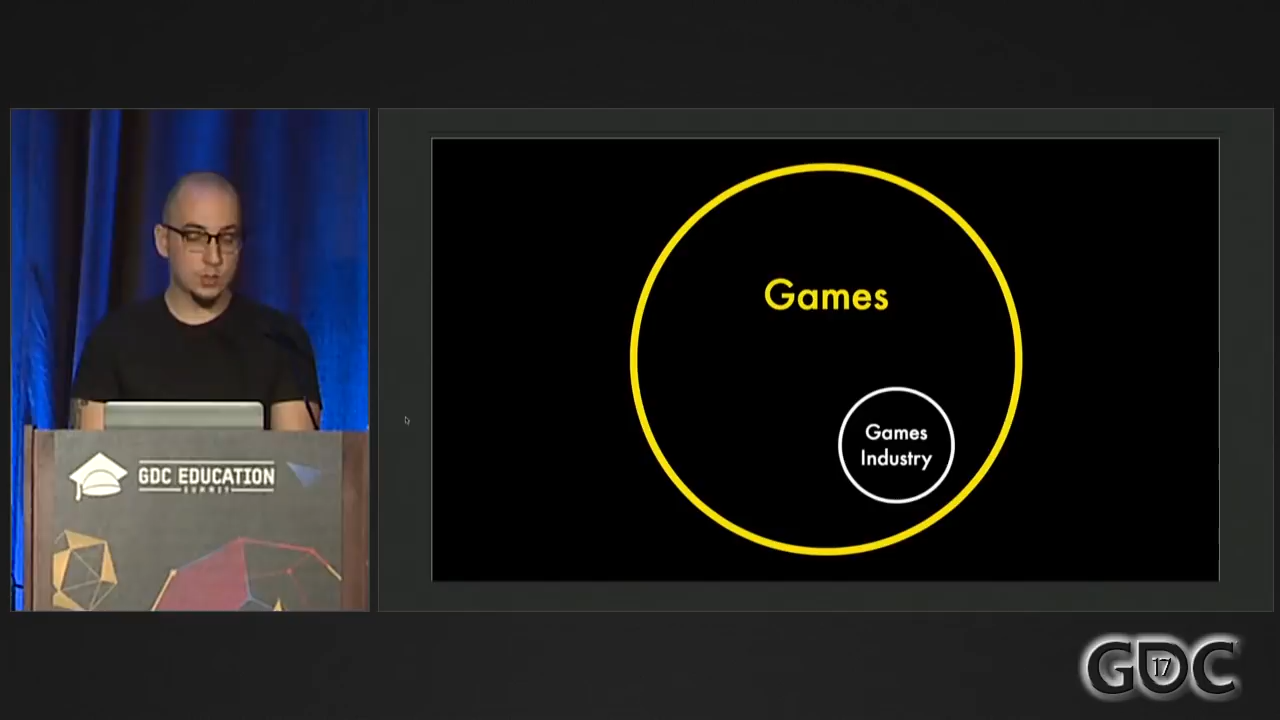 GDC EDUCATION
SUMMIT
Games
Games
Industry
GDC
17